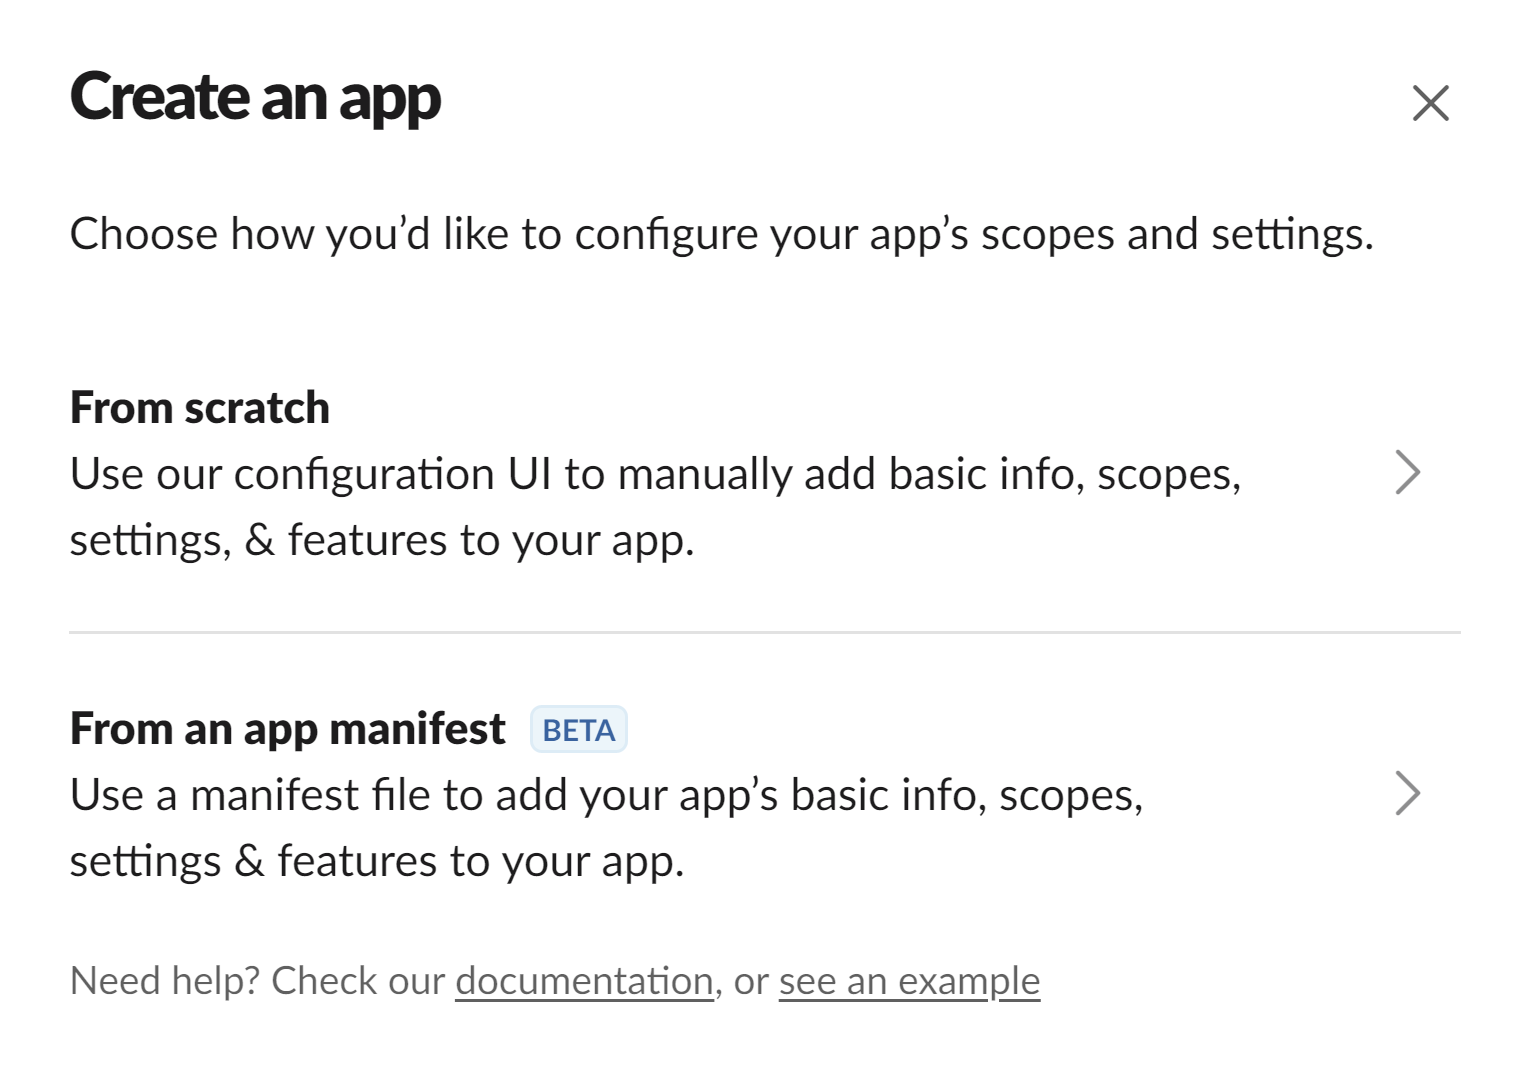 Create an app
Choose how you’d like to configure your app’s scopes and settings.
From scratch
Use our configuration UI to manually add basic info, scopes,
settings, & features to your app.
From an app manifest BETA
Use a manifest file to add your app’s basic info, scopes,
settings & features to your app.
Need help? Check our documentation, or see an example